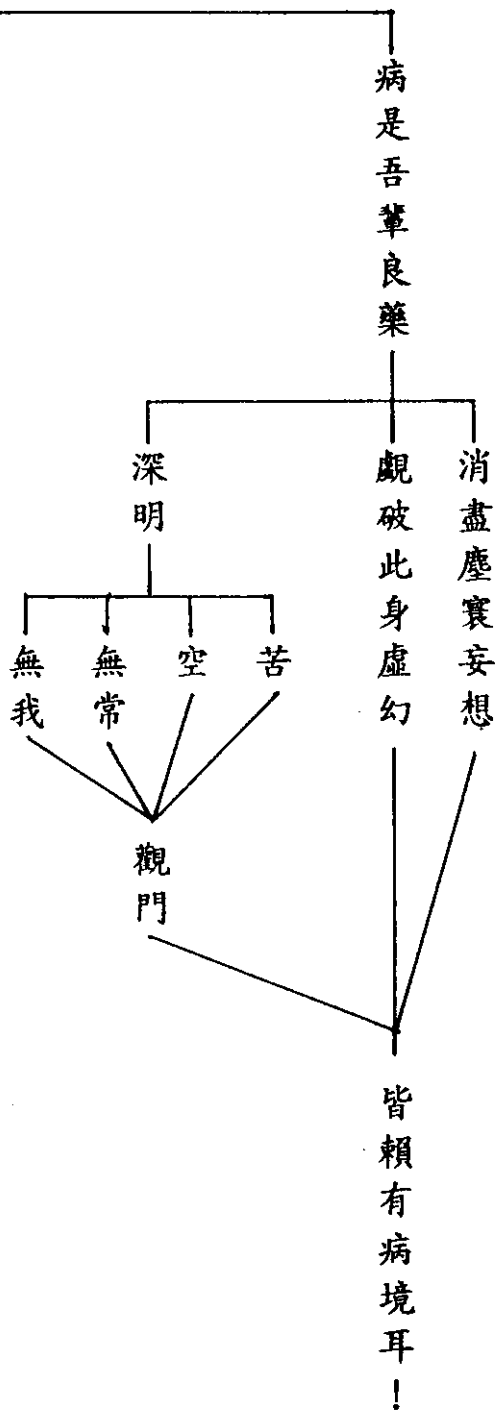 病是吾輩良藥
消盡塵寰妄想
覷破此身虛幻
深明
苦
空
無常
無我
觀門
皆賴有病境耳！